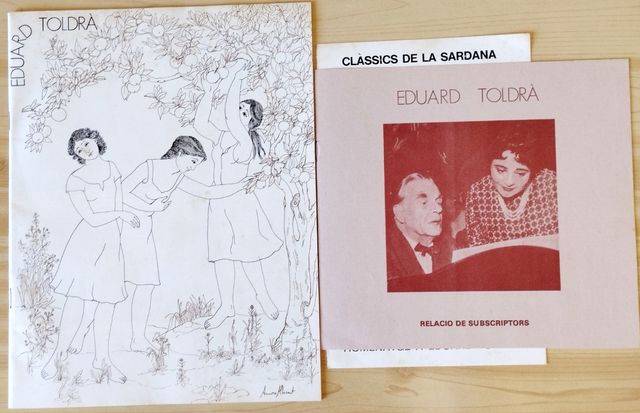 EDUARD TOLDRÀ
CLÀSSICS DE LA SARDANA
EDUARD TOLDRÀ
RELACIO DE SUBSCRIPTORS